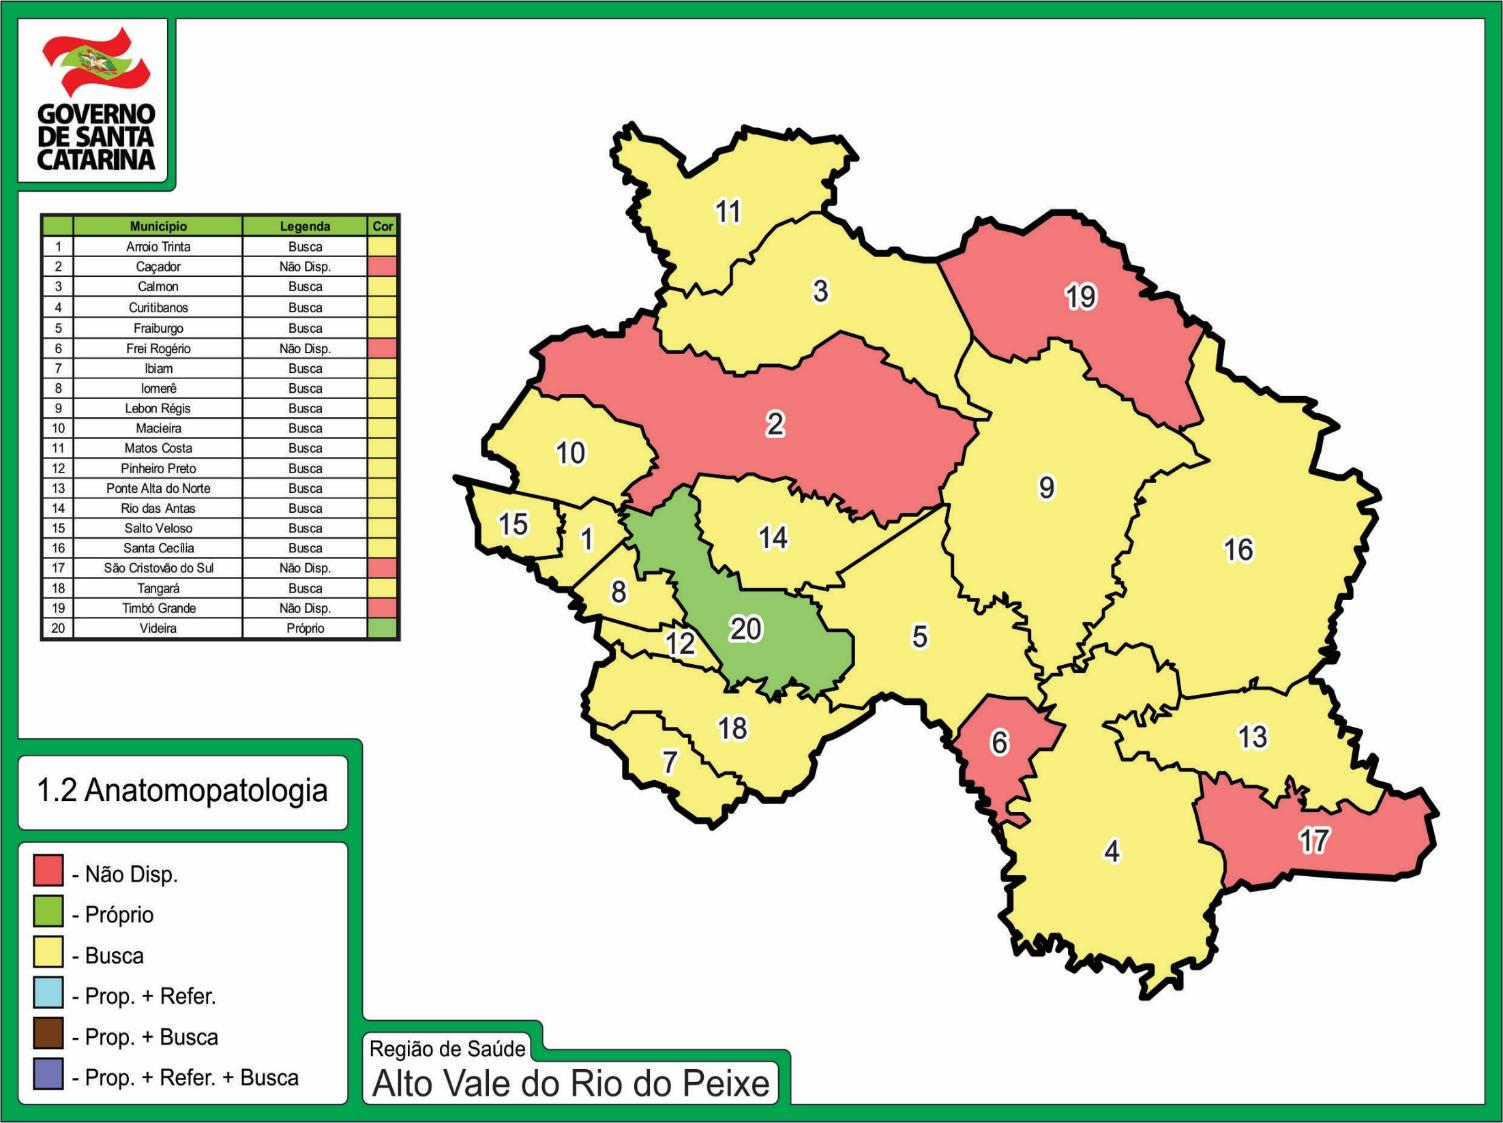 GOVERNO
DE SANTA
CATARINA
Município Legenda Cor
1 Arroio Trinta Busca
2 Caçador Não Disp.
3 Calmon Busca
4 Curitibanos Busca
5 Fraiburgo Busca
6 Frei Rogério Não Disp.
7 Ibiam Busca
8 Iomerê Busca
9 Lebon Régis Busca
10 Macieira Busca
11 Matos Costa Busca
12 Pinheiro Preto Busca
13 Ponte Alta do Norte Busca
14 Rio das Antas Busca
15 Salto Veloso Busca
16 Santa Cecília Busca
17 São Cristovão do Sul Não Disp.
18 Tangará Busca
19 Timbó Grande Não Disp.
20 Videira Próprio
11
3
19
2
10
9
15
1
14
16
8
20
12
5
18
6
13
7
17
4
1.2 Anatomopatologia
- Não Disp.
- Próprio
- Busca
- Prop. + Refer.
- Prop. + Busca
- Prop. + Refer. + Busca
Região de Saúde
Alto Vale do Rio do Peixe